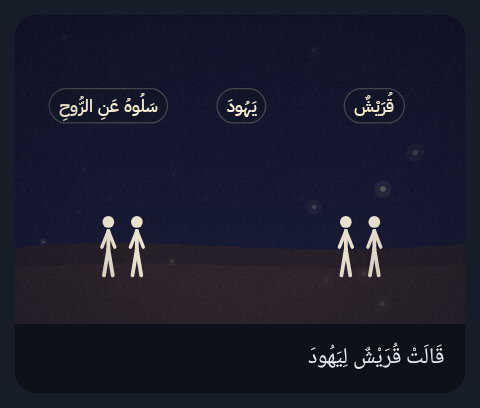 قُرَيْشٌ
يَهُودَ
سَلُوهُ عَنِ الرُّوحِ
قَالَتْ قُرَيْشٌ لِيَهُودَ